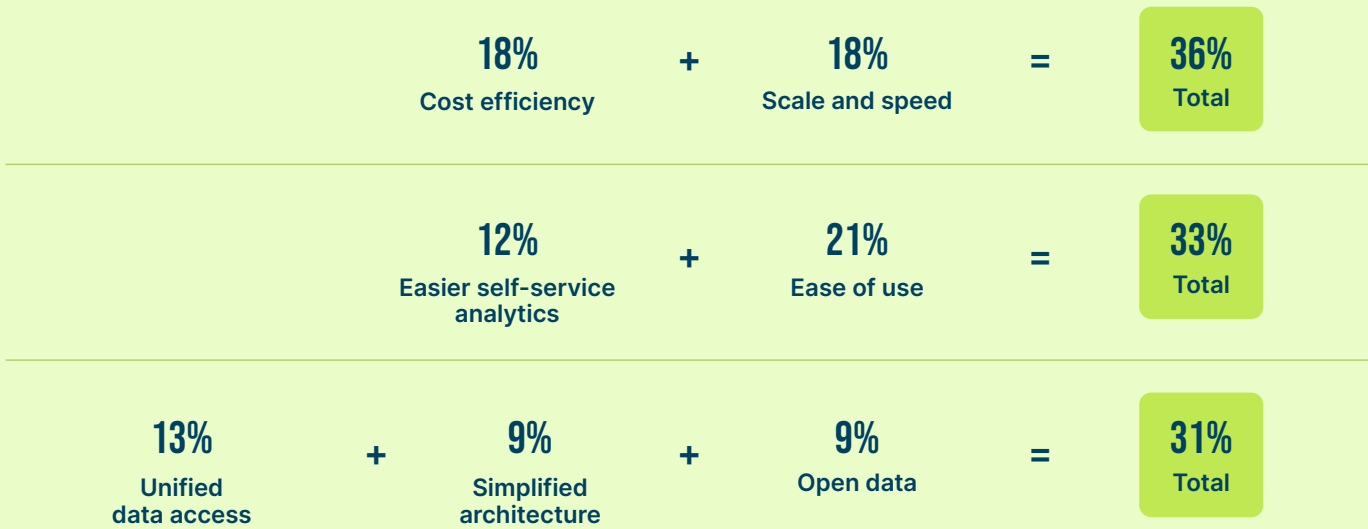 18% + 18% = 36%
Cost efficiency Scale and speed Total
12% + 21% = 33%
Easier self-service Ease of use Total
analytics
13% + 9% + 9% = 31%
Unified Simplified Open data Total
data access architecture